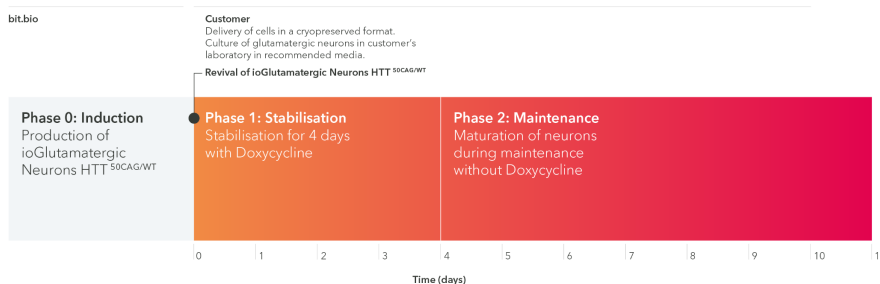 bit.bio
Customer
Delivery of cells in a cryopreserved format.
Culture of glutamatergic neurons in customer's
laboratory in recommended media.
Revival of ioGlutamatergic Neurons HTT 50CAG/WT
Phase 0: Induction
Production of
ioGlutamatergic
Neurons HTT 50CAG/WT
Phase 1: Stabilisation
Stabilisation for 4 days
with Doxycycline
Phase 2: Maintenance
Maturation of neurons
during maintenance
without Doxycycline
0 1 2 3 4 5 6 7 8 9 10 1
Time (days)